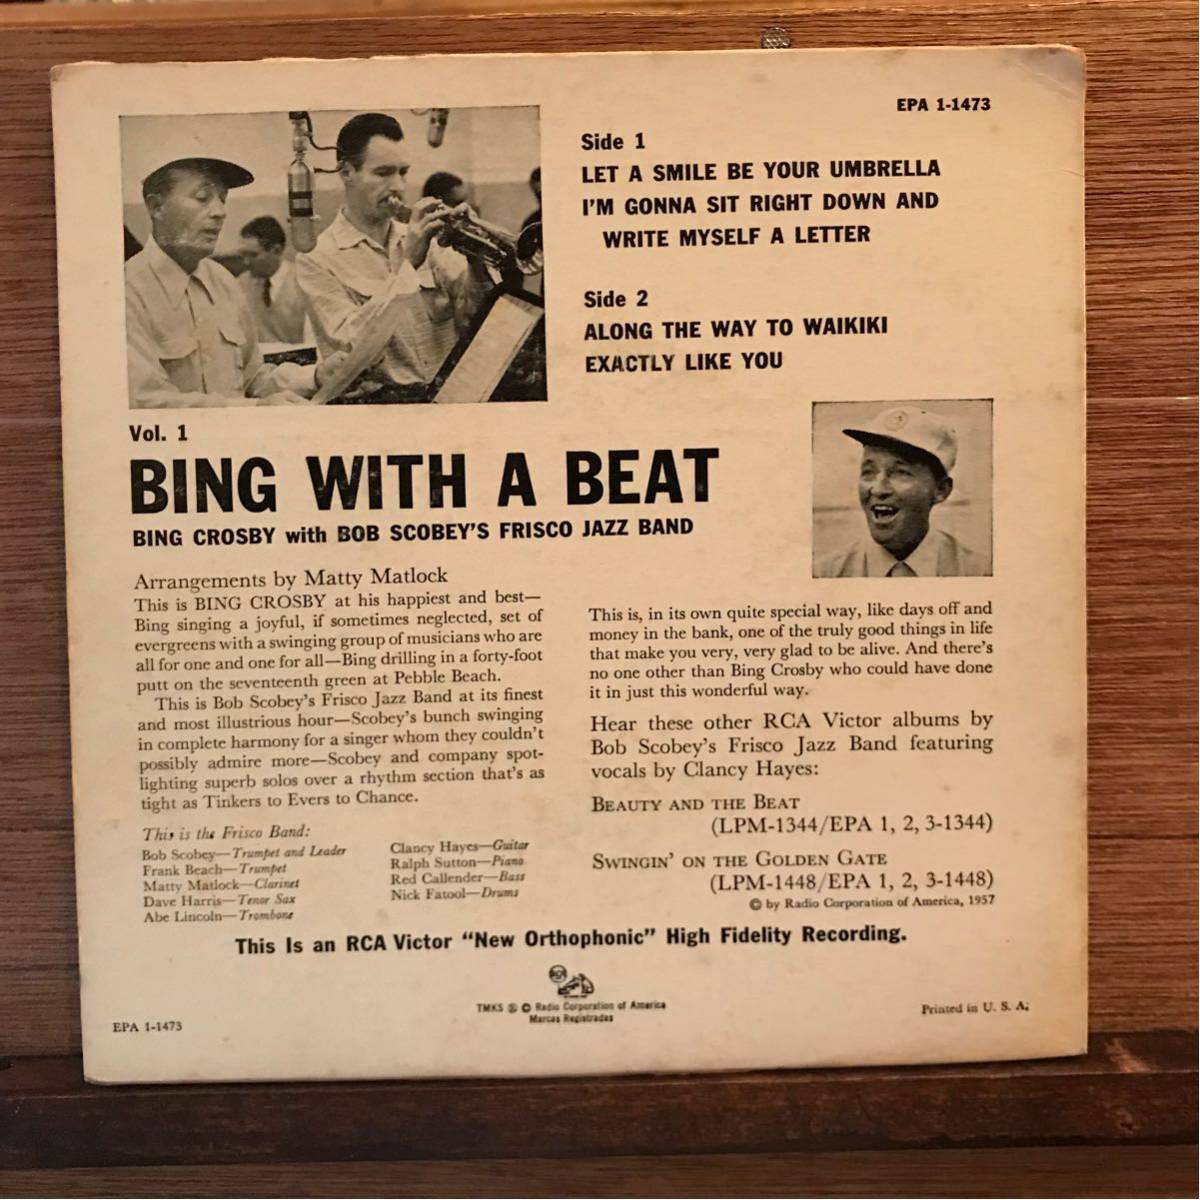 EPA 1-1473
Side 1
LET A SMILE BE YOUR UMBRELLA
I'M GONNA SIT RIGHT DOWN AND
WRITE MYSELF A LETTER
Side 2
ALONG THE WAY TO WAIKIKI
EXACTLY LIKE YOU
Vol. 1
BING WITH A BEAT
BING CROSBY with BOB SCOBEY'S FRISCO JAZZ BAND
Arrangements by Matty Matlock
This is BING CROSBY at his happiest and best—
Bing singing a joyful, if sometimes neglected, set of
evergreens with a swinging group of musicians who are
all for one and one for all—Bing drilling in a forty-foot
putt on the seventeenth green at Pebble Beach.
This is Bob Scobey's Frisco Jazz Band at its finest
and most illustrious hour—Scobey's bunch swinging
in complete harmony for a singer whom they couldn't
possibly admire more—Scobey and company spot-
lighting superb solos over a rhythm section that's as
tight as Tinkers to Evers to Chance.
This is the Frisco Band:
Bob Scobey—Trumpet and Leader
Frank Beach—Trumpet
Matty Matlock—Clarinet
Dave Harris—Tenor Sax
Abe Lincoln—Trombone
Clancy Hayes—Guitar
Ralph Sutton—Piano
Red Callender—Bass
Nick Fatool—Drums
This is, in its own quite special way, like days off and
money in the bank, one of the truly good things in life
that make you very, very glad to be alive. And there's
no one other than Bing Crosby who could have done
it in just this wonderful way.
Hear these other RCA Victor albums by
Bob Scobey's Frisco Jazz Band featuring
vocals by Clancy Hayes:
BEAUTY AND THE BEAT
(LPM-1344/EPA 1, 2, 3-1344)
SWINGIN' ON THE GOLDEN GATE
(LPM-1448/EPA 1, 2, 3-1448)
© by Radio Corporation of America, 1957
This Is an RCA Victor "New Orthophonic" High Fidelity Recording.
TMKS ® © Radio Corporation of America
Marcas Registradas
EPA 1-1473
Printed in U. S. A.